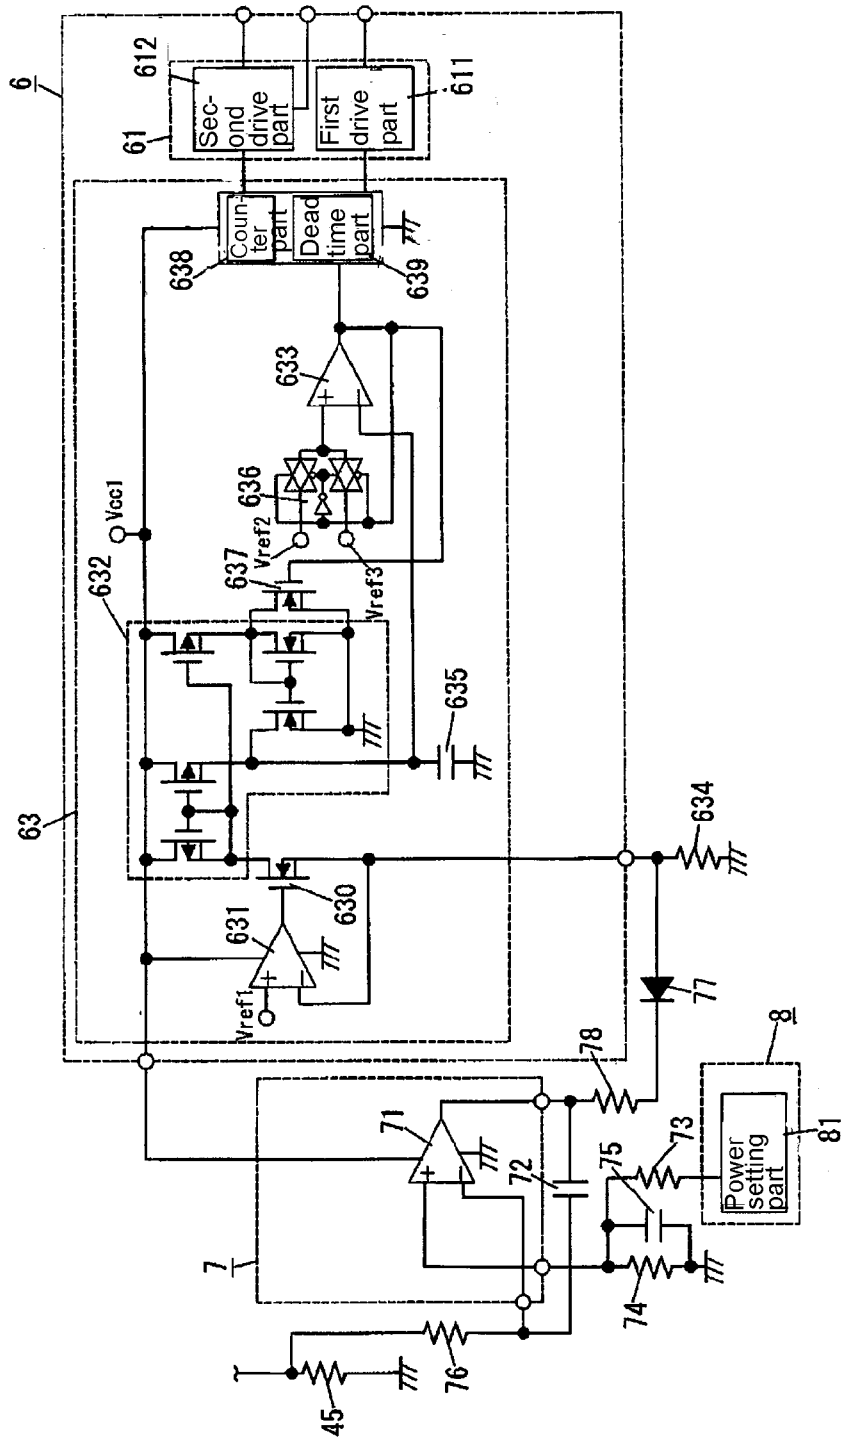 6
61
612
Sec-
ond drive
part
First drive
part
611
63
632
Vcc1
638
Coun-
ter
part
Dead
time
part
639
633
+
−
636
Vref2
Vref3
637
635
631
Vref1
+
−
630
634
77
78
7
71
+
−
72
75
73
74
76
45
8
Power
setting
part
81